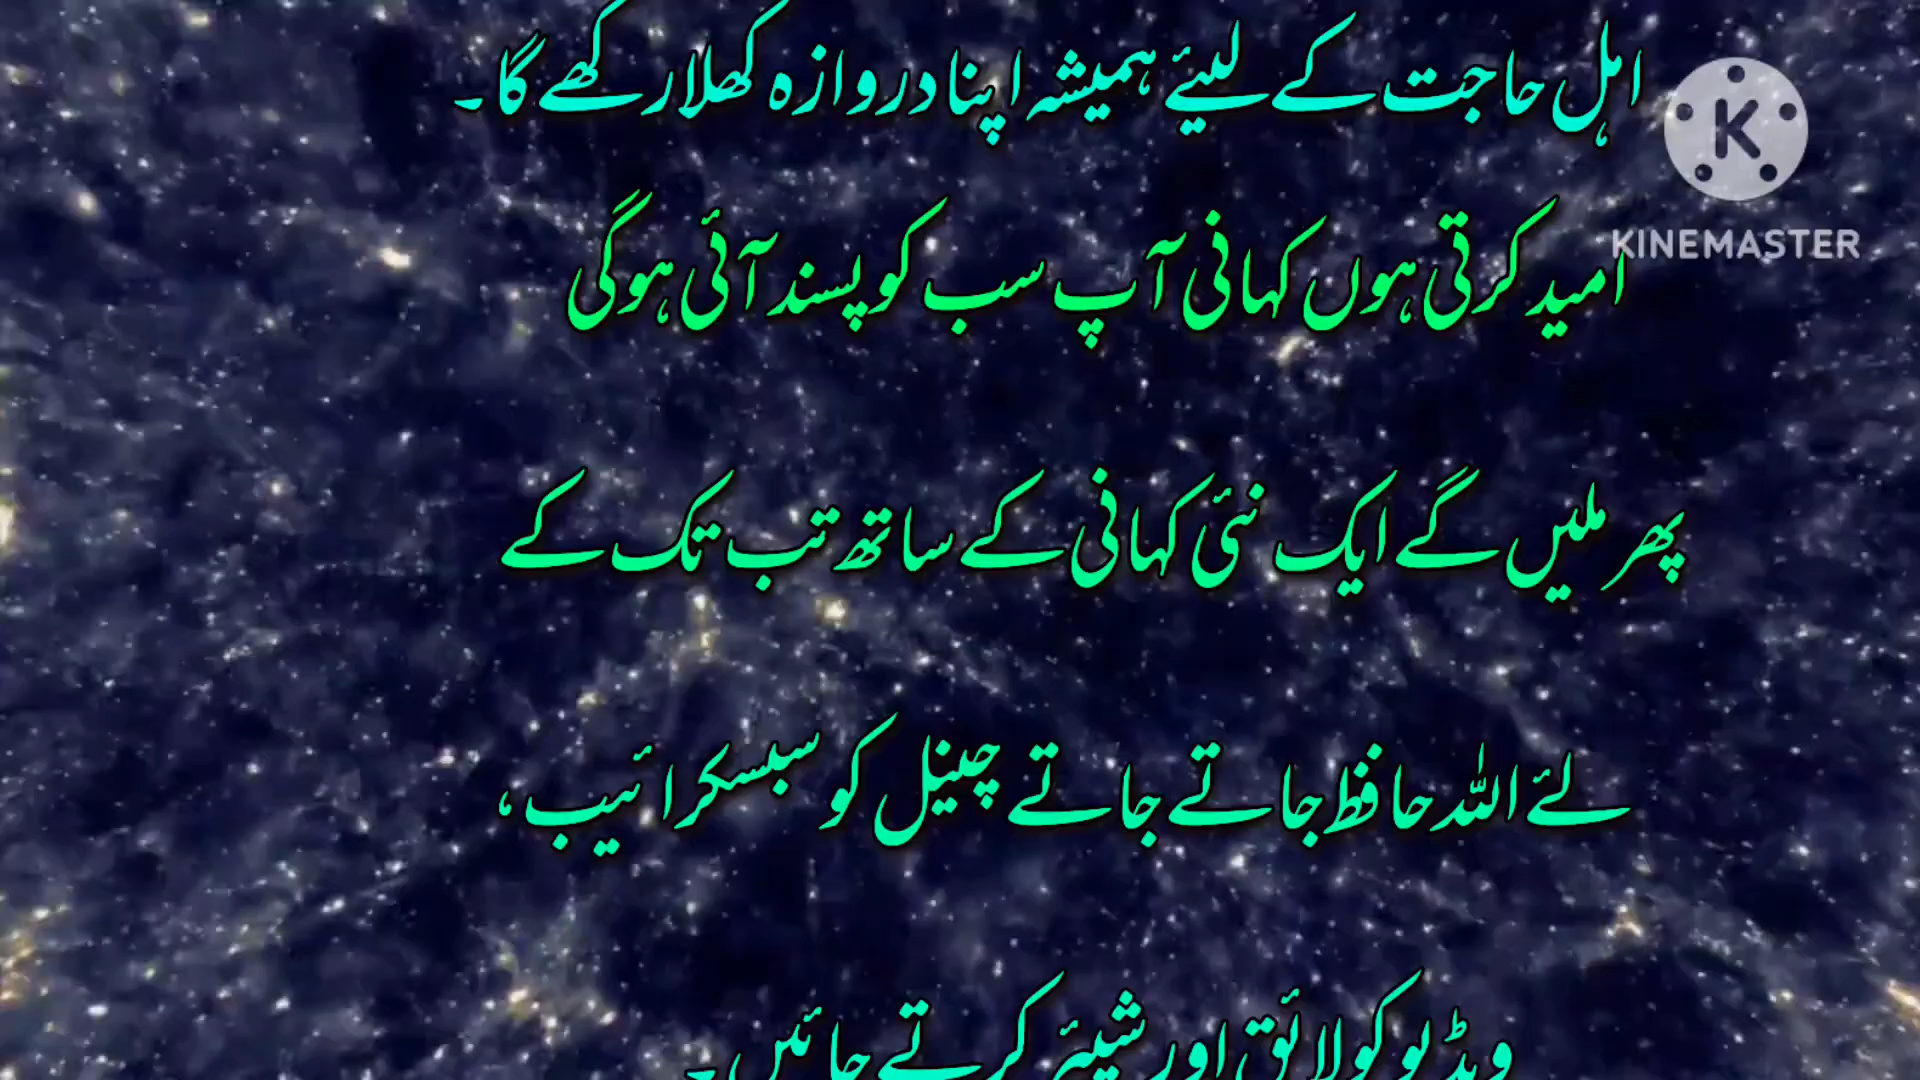 اہل حاجت کے لیئے ہمیشہ اپنا دروازہ کھلا رکھے گا۔
امید کرتی ہوں کہانی آپ سب کو پسند آئی ہوگی
پھر ملیں گے ایک نئی کہانی کے ساتھ تب تک کے
لئے اللہ حافظ جاتے جاتے چینل کو سبسکرائیب،
ویڈیو کو لائق اور شیئر کرتے جائیں۔
K
KINEMASTER